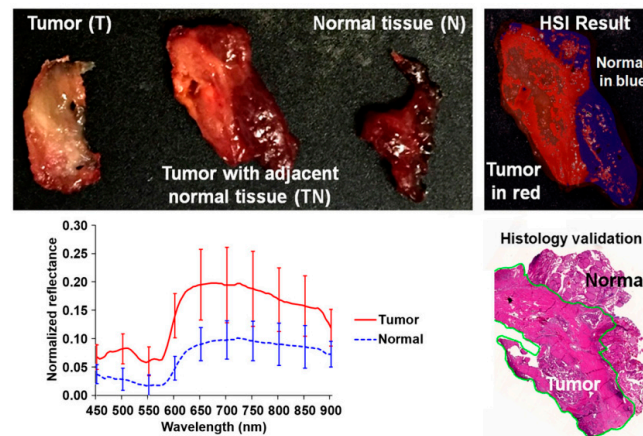 Tumor (T)
Normal tissue (N)
Tumor with adjacent
normal tissue (TN)
HSI Result
Normal
in blue
Tumor
in red
0.30
0.25
0.20
0.15
0.10
0.05
0.00
Normalized reflectance
450 500 550 600 650 700 750 800 850 900
Wavelength (nm)
Tumor
Normal
Histology validation
Normal
Tumor